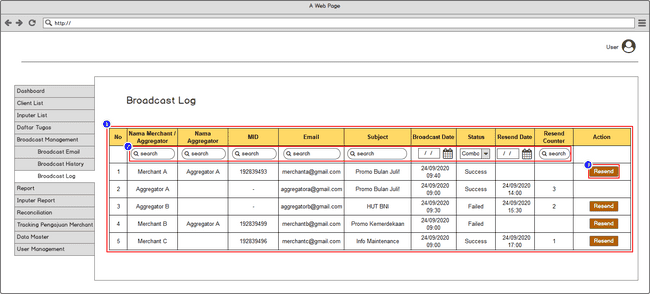 A Web Page
http://
User
Dashboard
Client List
Inputer List
Daftar Tugas
Broadcast Management
Broadcast Email
Broadcast History
Broadcast Log
Report
Inputer Report
Reconciliation
Tracking Pengajuan Merchant
Data Master
User Management
Broadcast Log
No Nama Merchant / Aggregator Nama Aggregator MID Email Subject Broadcast Date Status Resend Date Resend Counter Action
search search search search search / / Combo / / search
1 Merchant A Aggregator A 192839493 merchanta@gmail.com Promo Bulan Juli! 24/09/2020 09:40 Success Resend
2 Aggregator A - aggregatora@gmail.com Promo Bulan Juli! 24/09/2020 09:00 Success 24/09/2020 14:00 3
3 Aggregator B - aggregatorb@gmail.com HUT BNI 24/09/2020 09:30 Failed 24/09/2020 15:30 2 Resend
4 Merchant B Aggregator A 192839499 merchantb@gmail.com Promo Kemerdekaan 24/09/2020 09:00 Failed Resend
5 Merchant C 192839496 merchantc@gmail.com Info Maintenance 24/09/2020 09:00 Success 24/09/2020 17:00 1 Resend